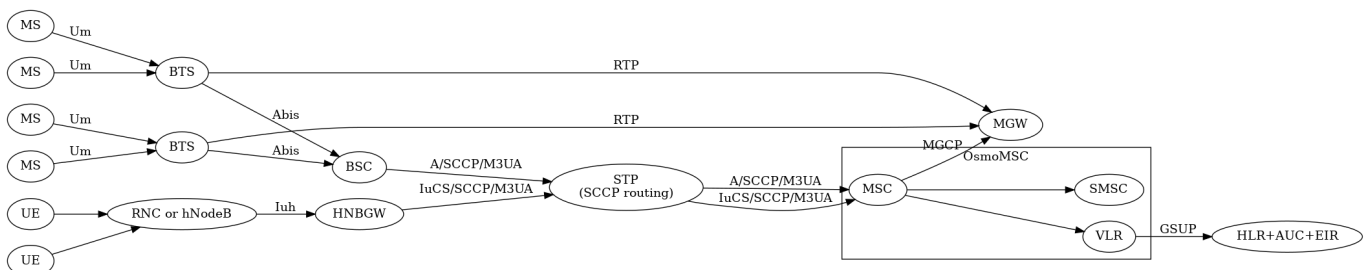 MS
Um
MS
Um
BTS
RTP
MS
Um
Abis
RTP
MGW
BTS
Abis
MGCP
OsmoMSC
MS
Um
BSC
A/SCCP/M3UA
IuCS/SCCP/M3UA
STP
(SCCP routing)
A/SCCP/M3UA
IuCS/SCCP/M3UA
MSC
SMSC
UE
RNC or hNodeB
Iuh
HNBGW
VLR
GSUP
HLR+AUC+EIR
UE